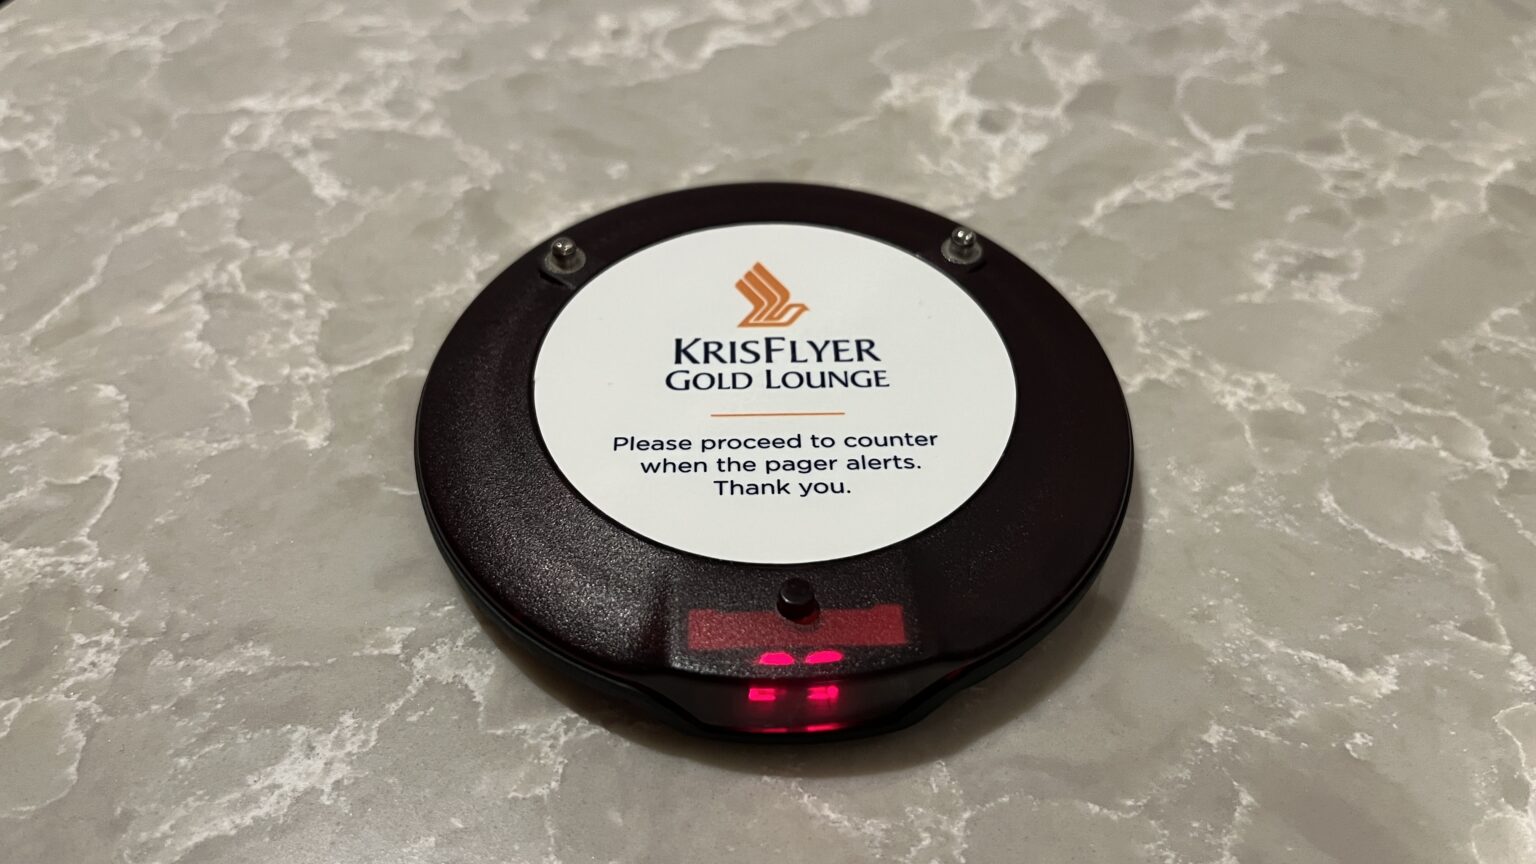 KRISFLYER
GOLD LOUNGE
Please proceed to counter
when the pager alerts.
Thank you.